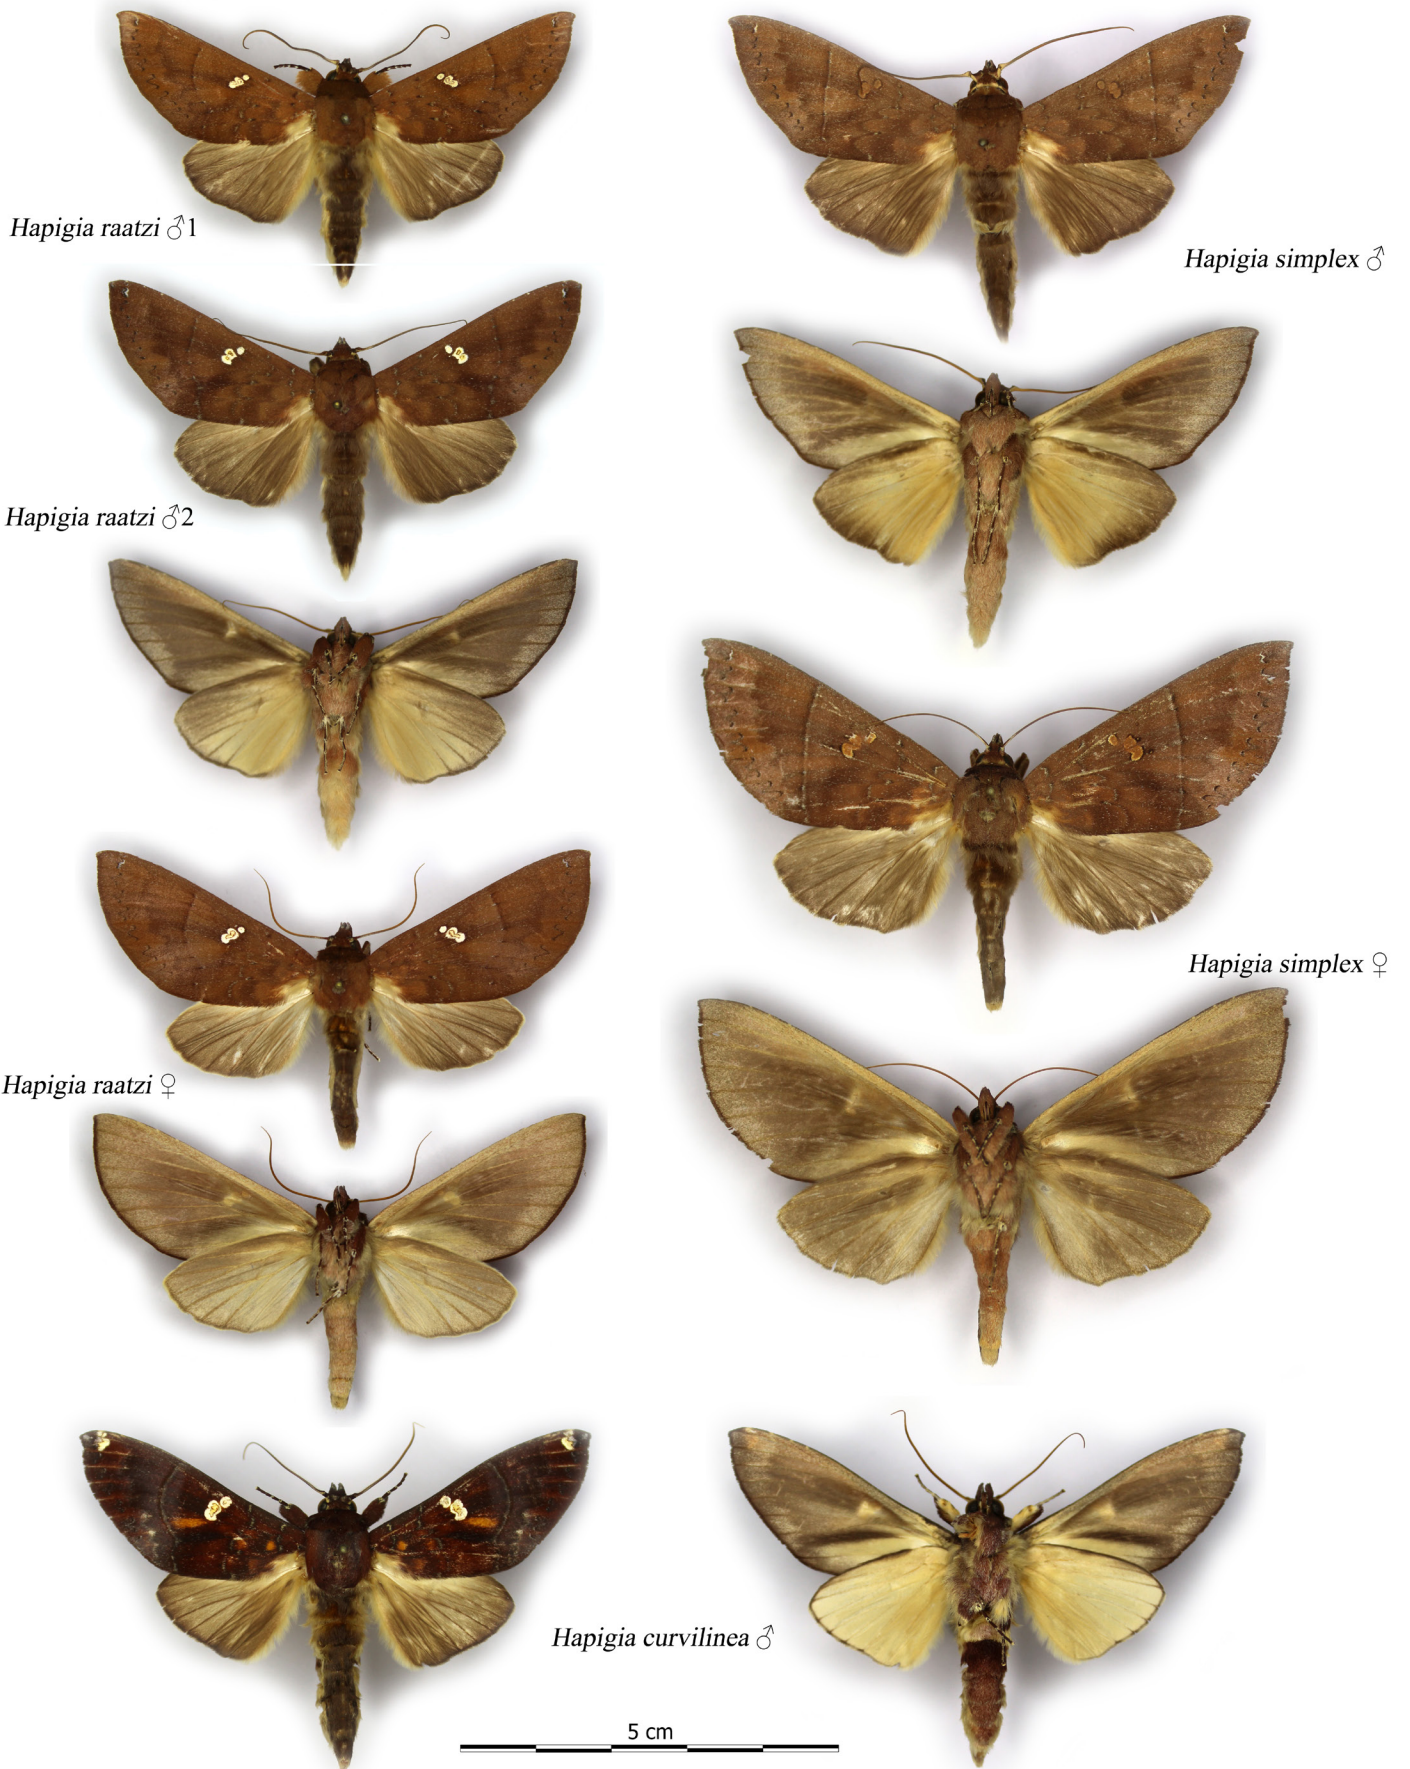 Hapigia raatzi ♂1
Hapigia simplex ♂
Hapigia raatzi ♂2
Hapigia simplex ♀
Hapigia raatzi ♀
Hapigia curvilinea ♂
5 cm